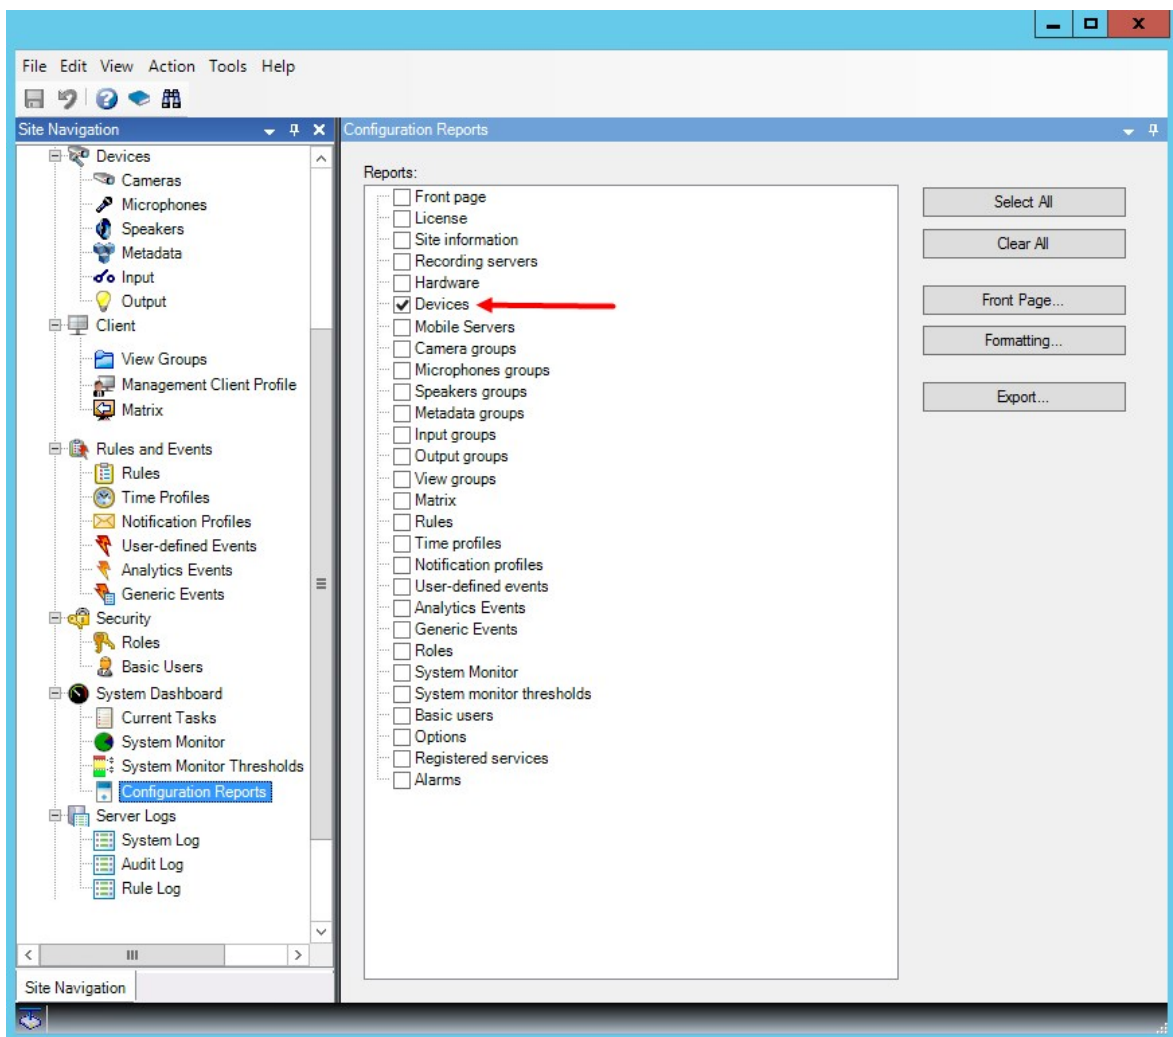 File Edit View Action Tools Help
Site Navigation
Configuration Reports
Devices
Cameras
Microphones
Speakers
Metadata
Input
Output
Client
View Groups
Management Client Profile
Matrix
Rules and Events
Rules
Time Profiles
Notification Profiles
User-defined Events
Analytics Events
Generic Events
Security
Roles
Basic Users
System Dashboard
Current Tasks
System Monitor
System Monitor Thresholds
Configuration Reports
Server Logs
System Log
Audit Log
Rule Log
Site Navigation
Reports:
Front page
License
Site information
Recording servers
Hardware
Devices
Mobile Servers
Camera groups
Microphones groups
Speakers groups
Metadata groups
Input groups
Output groups
View groups
Matrix
Rules
Time profiles
Notification profiles
User-defined events
Analytics Events
Generic Events
Roles
System Monitor
System monitor thresholds
Basic users
Options
Registered services
Alarms
Select All
Clear All
Front Page...
Formatting...
Export...